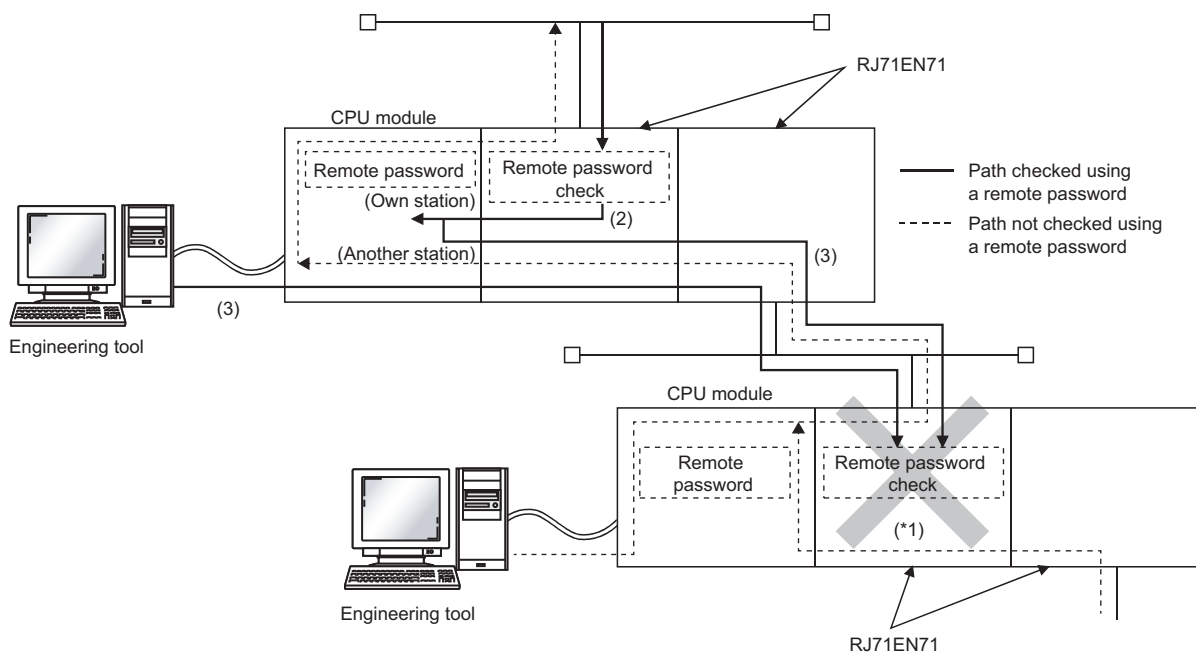 RJ71EN71
CPU module
Remote password
Remote password
check
(Own station)
(2)
(Another station)
(3)
(3)
Path checked using
a remote password
Path not checked using
a remote password
Engineering tool
CPU module
Remote
password
Remote password
check
(*1)
Engineering tool
RJ71EN71